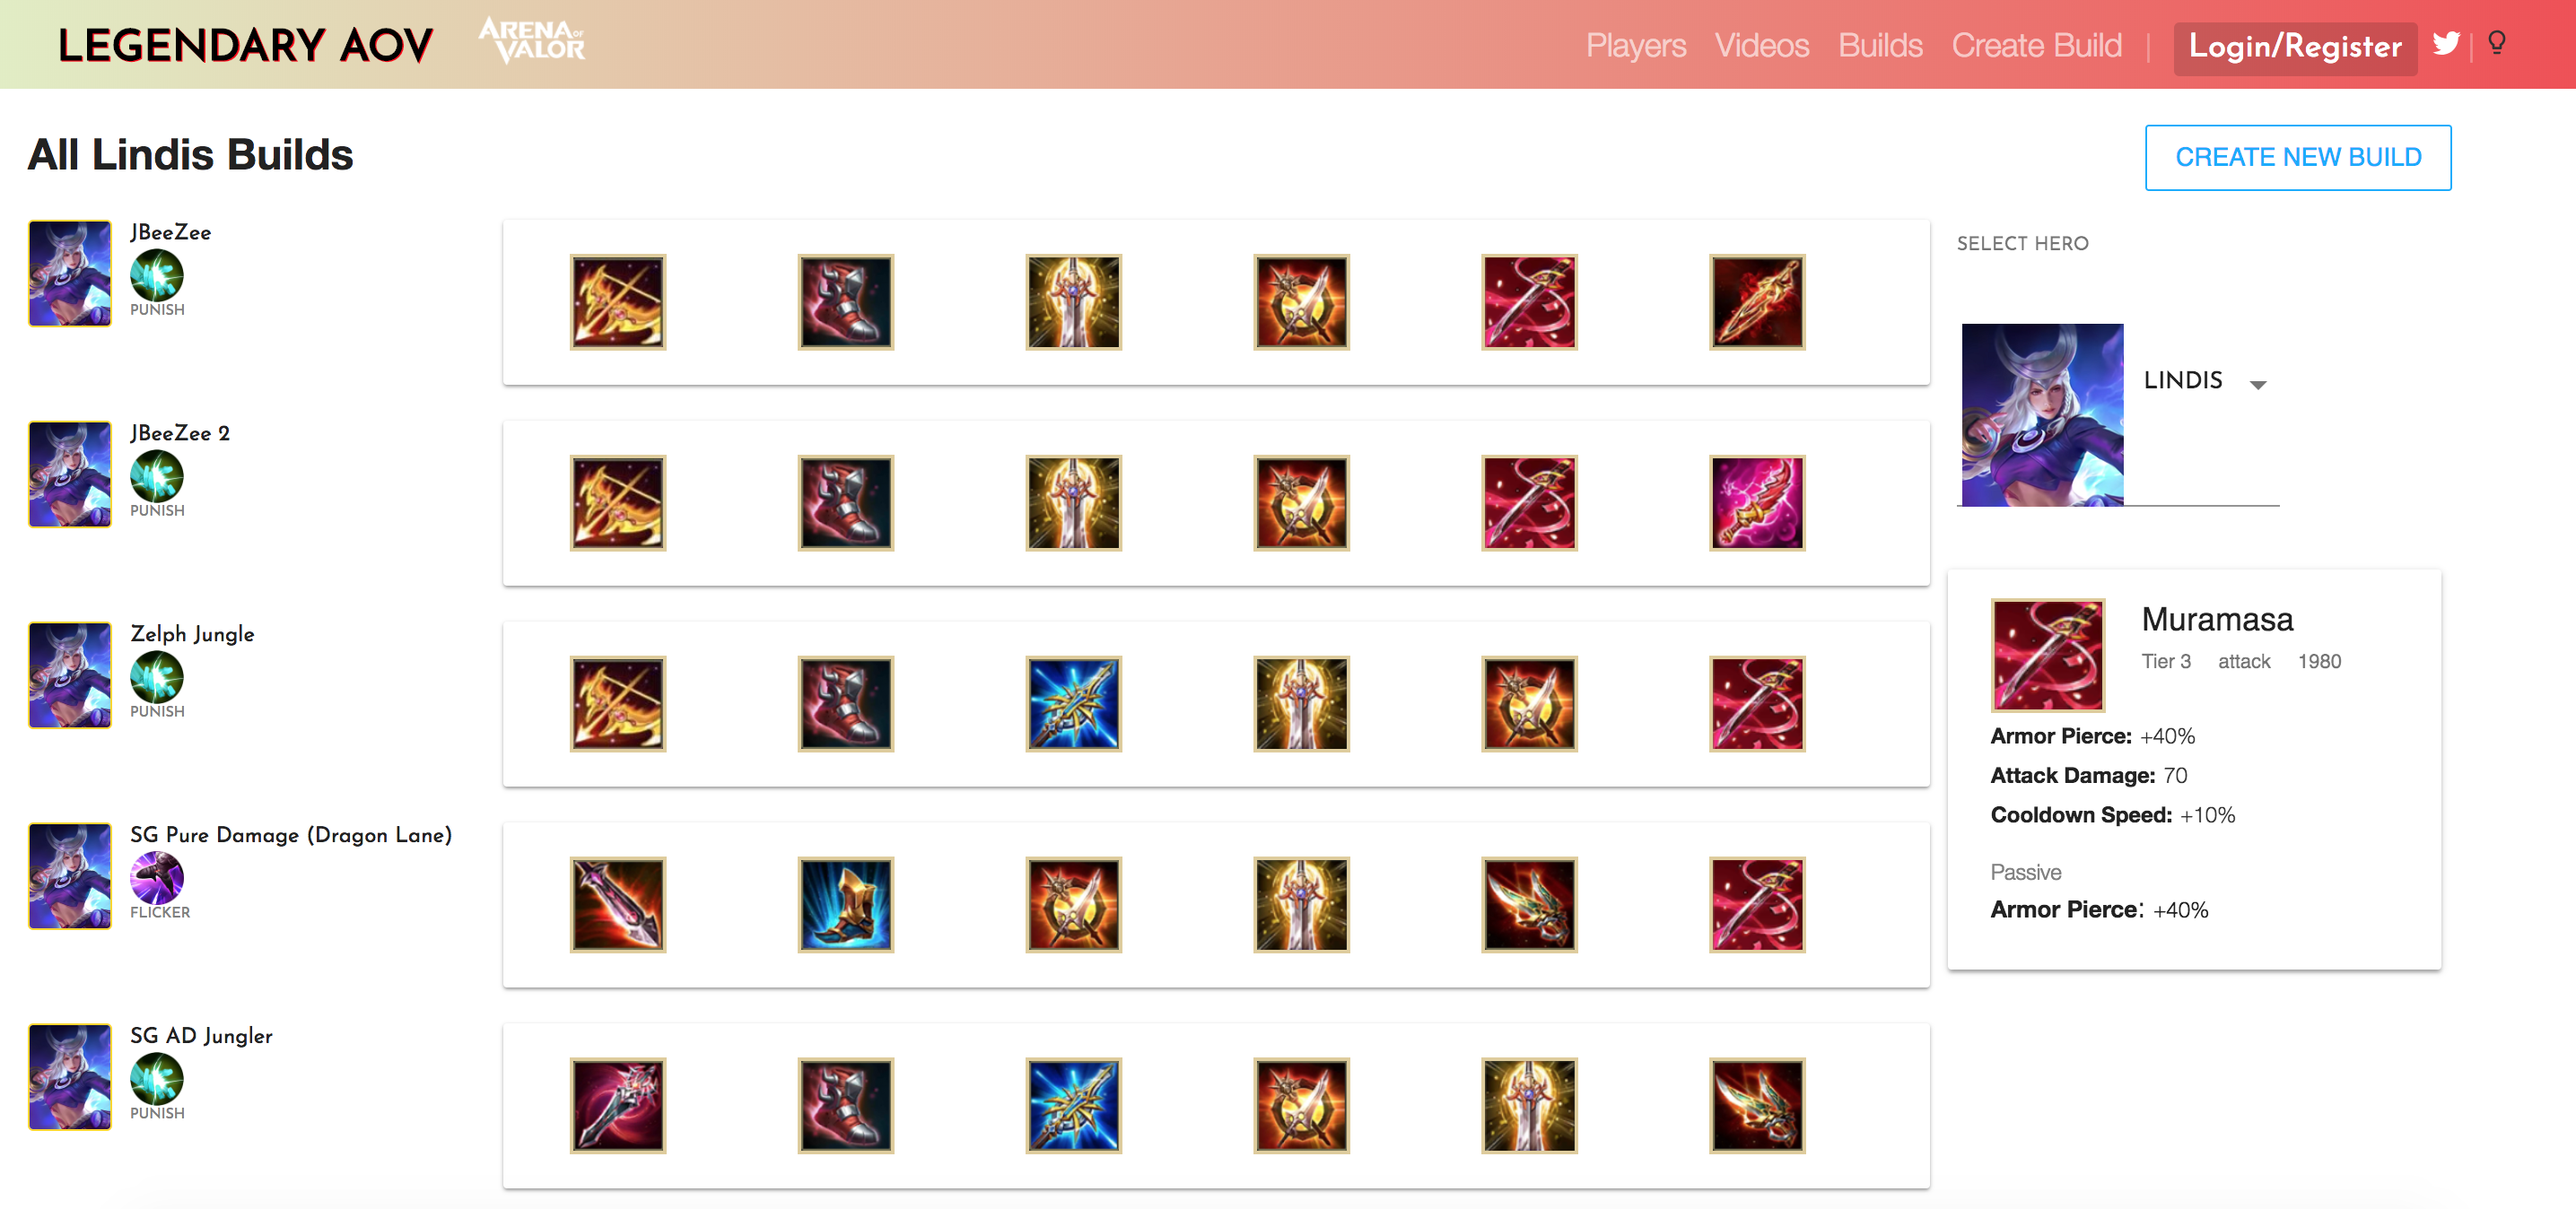 LEGENDARY AOV
ARENA OF VALOR
Players Videos Builds Create Build | Login/Register |
All Lindis Builds
CREATE NEW BUILD
JBeeZee
PUNISH
SELECT HERO
LINDIS
JBeeZee 2
PUNISH
Zelph Jungle
PUNISH
SG Pure Damage (Dragon Lane)
FLICKER
SG AD Jungler
PUNISH
Muramasa
Tier 3 attack 1980
Armor Pierce: +40%
Attack Damage: 70
Cooldown Speed: +10%
Passive
Armor Pierce: +40%